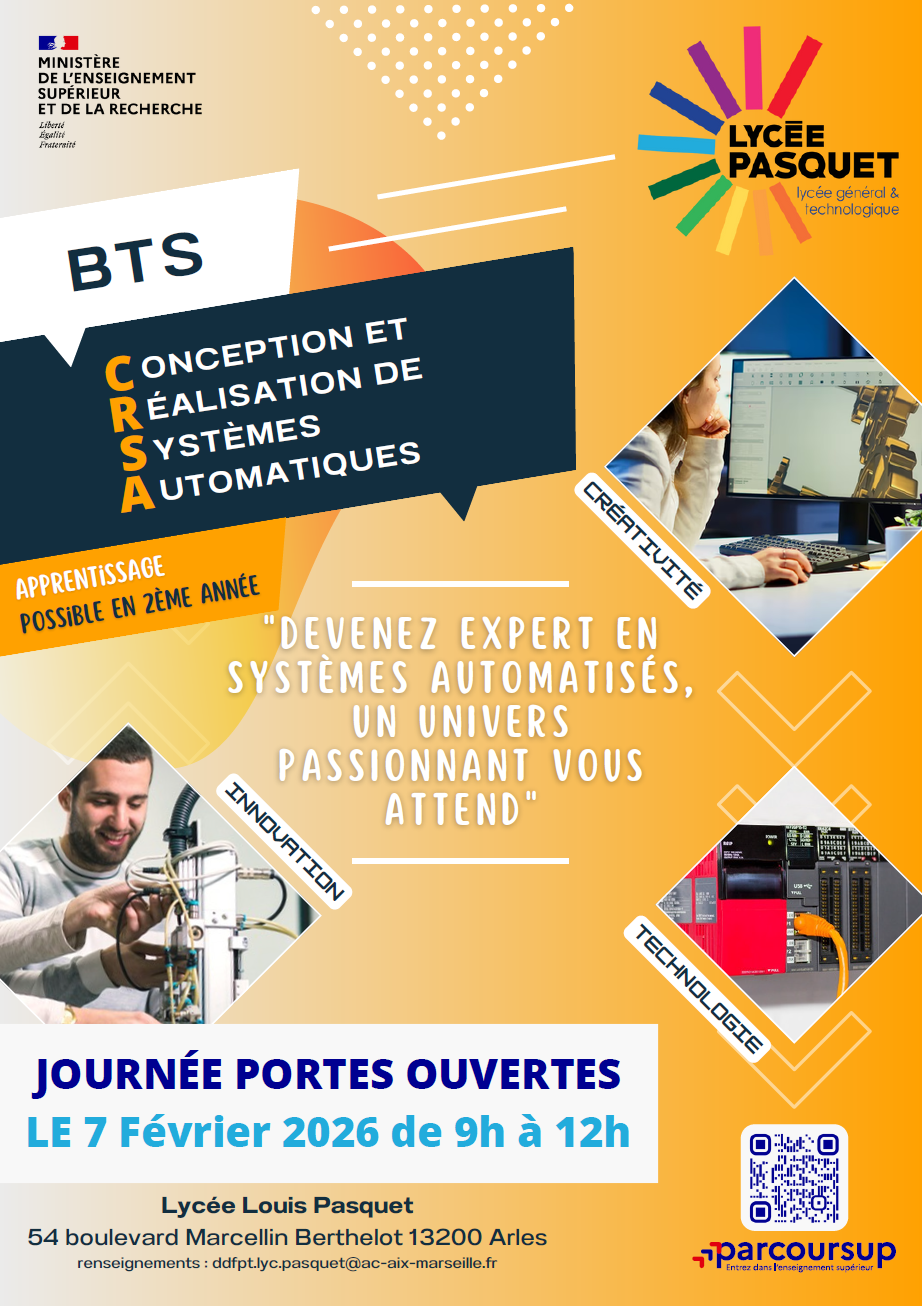 MINISTÈRE
DE L'ENSEIGNEMENT
SUPÉRIEUR
ET DE LA RECHERCHE
Liberté
Égalité
Fraternité
LYCÉE
PASQUET
lycée général &
technologique
BTS
CONCEPTION ET
RÉALISATION DE
SYSTÈMES
AUTOMATIQUES
APPRENTISSAGE
POSSIBLE EN 2ÈME ANNÉE
CRÉATIVITÉ
"DEVENEZ EXPERT EN
SYSTÈMES AUTOMATISÉS,
UN UNIVERS
PASSIONNANT VOUS
ATTEND"
INNOVATION
POWER
USB
PULL
TECHNOLOGIE
JOURNÉE PORTES OUVERTES
LE 7 Février 2026 de 9h à 12h
Lycée Louis Pasquet
54 boulevard Marcellin Berthelot 13200 Arles
renseignements : ddfpt.lyc.pasquet@ac-aix-marseille.fr
parcoursup
Entrez dans l'enseignement supérieur